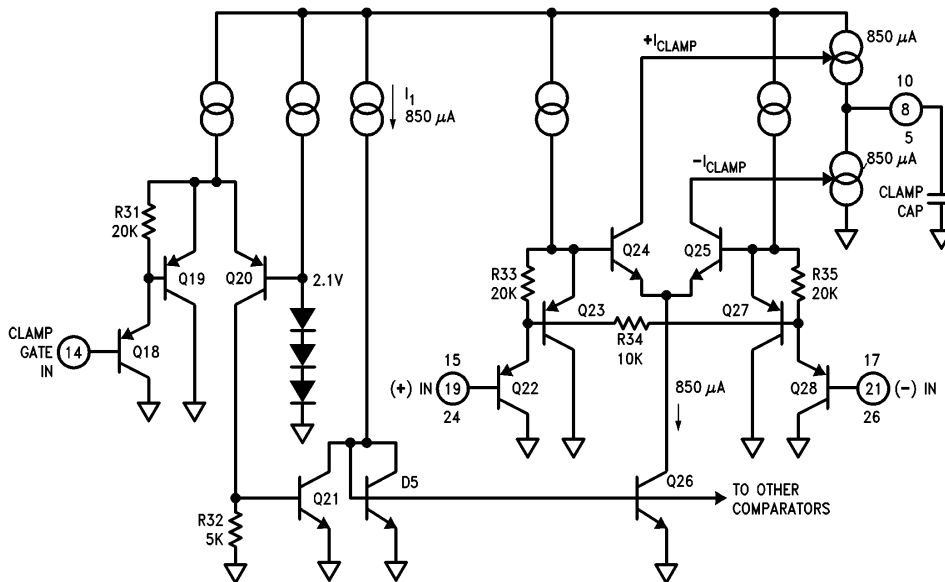 +ICLAMP
850 μA
10
I1
850 μA
8
5
850 μA
-ICLAMP
CLAMP
CAP
R31
20K
Q19
Q20
2.1V
Q24
Q25
R33
20K
R35
20K
Q23
Q27
R34
10K
CLAMP
GATE
IN
14
Q18
15
(+) IN
19
24
Q22
850 μA
Q28
17
21
(-) IN
26
Q21
D5
Q26
TO OTHER
COMPARATORS
R32
5K